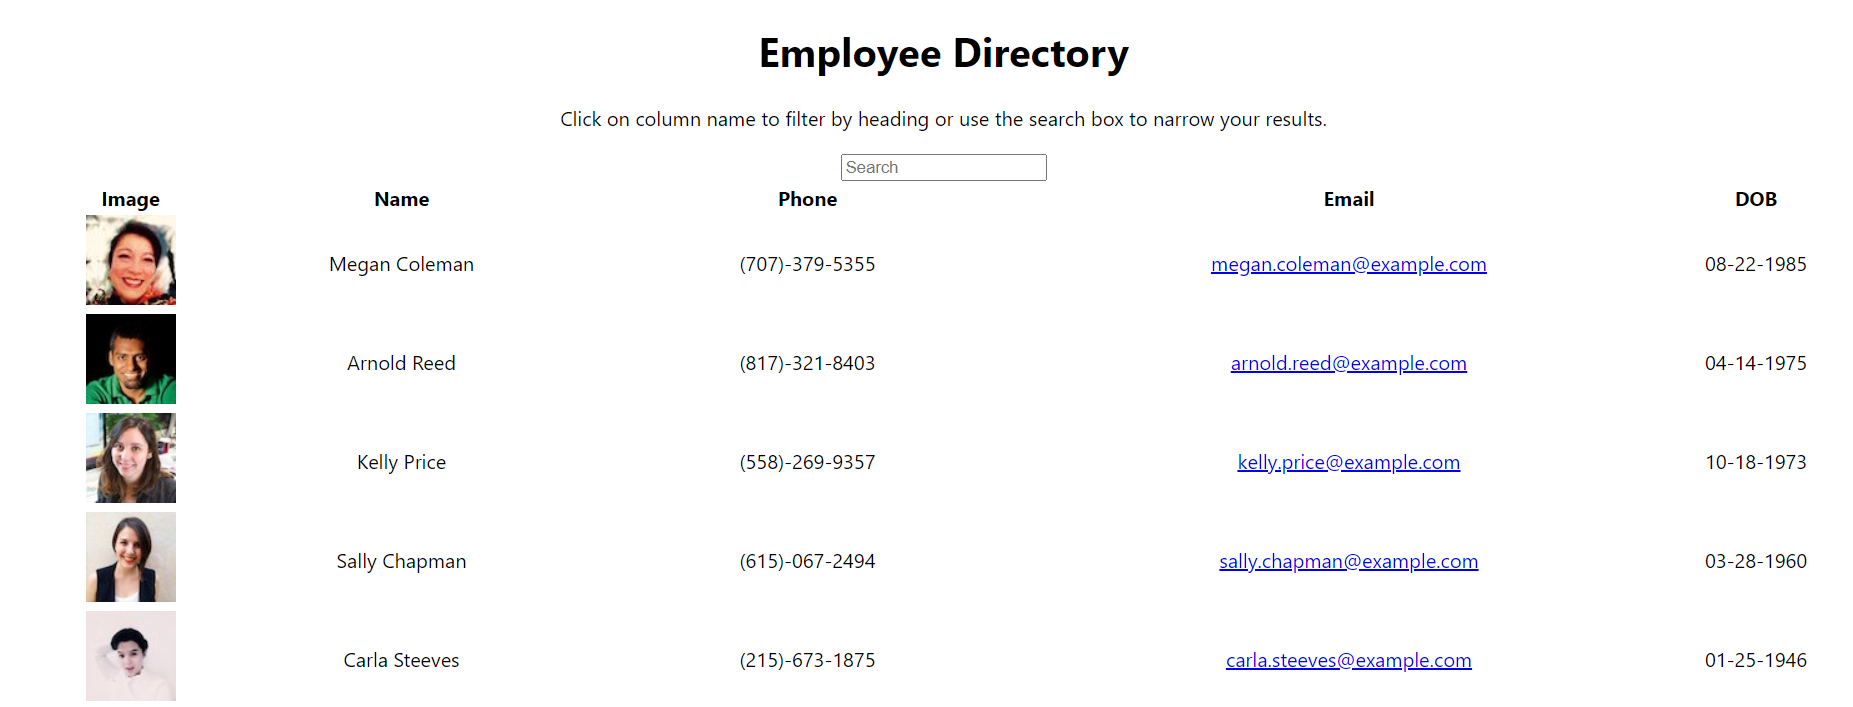 Employee Directory
Click on column name to filter by heading or use the search box to narrow your results.
Search
Image Name Phone Email DOB
Megan Coleman (707)-379-5355 megan.coleman@example.com 08-22-1985
Arnold Reed (817)-321-8403 arnold.reed@example.com 04-14-1975
Kelly Price (558)-269-9357 kelly.price@example.com 10-18-1973
Sally Chapman (615)-067-2494 sally.chapman@example.com 03-28-1960
Carla Steeves (215)-673-1875 carla.steeves@example.com 01-25-1946